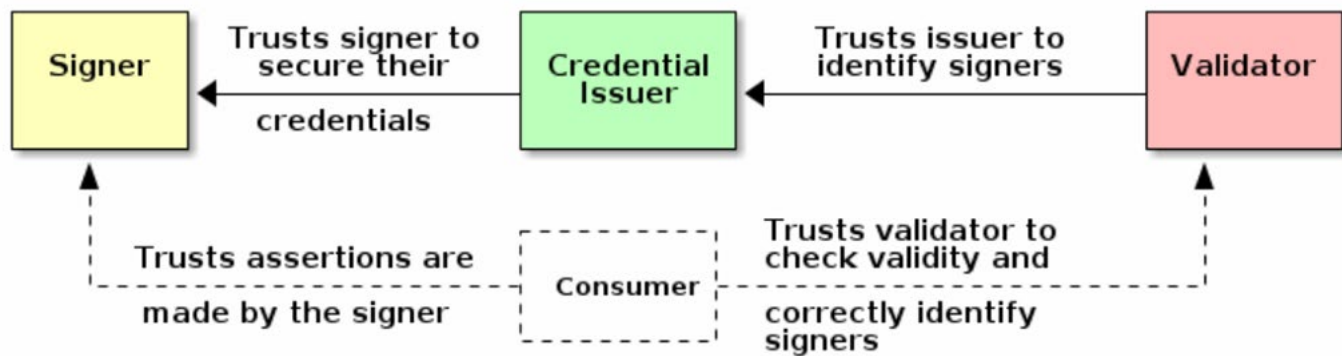 Signer
Trusts signer to
secure their
credentials
Credential
Issuer
Trusts issuer to
identify signers
Validator
Trusts assertions are
made by the signer
Consumer
Trusts validator to
check validity and
correctly identify
signers